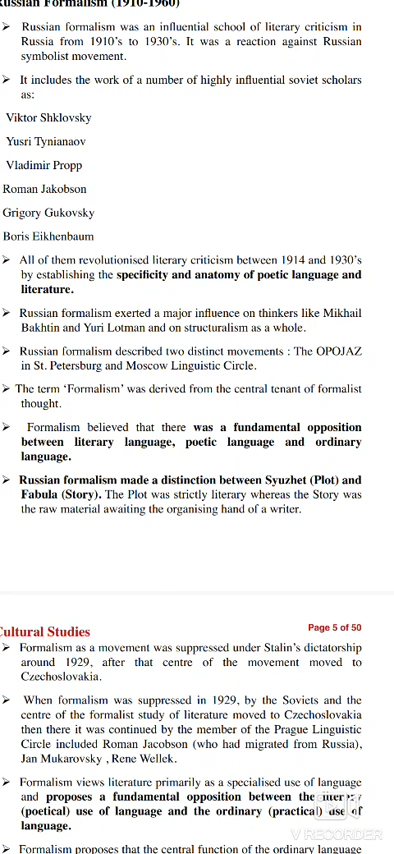 Russian Formalism (1910-1960)
➢ Russian formalism was an influential school of literary criticism in
Russia from 1910's to 1930's. It was a reaction against Russian
symbolist movement.
➢ It includes the work of a number of highly influential soviet scholars
as:
Viktor Shklovsky
Yusri Tynianaov
Vladimir Propp
Roman Jakobson
Grigory Gukovsky
Boris Eikhenbaum
➢ All of them revolutionised literary criticism between 1914 and 1930's
by establishing the specificity and anatomy of poetic language and
literature.
➢ Russian formalism exerted a major influence on thinkers like Mikhail
Bakhtin and Yuri Lotman and on structuralism as a whole.
➢ Russian formalism described two distinct movements : The OPOJAZ
in St. Petersburg and Moscow Linguistic Circle.
➢ The term 'Formalism' was derived from the central tenant of formalist
thought.
➢ Formalism believed that there was a fundamental opposition
between literary language, poetic language and ordinary
language.
➢ Russian formalism made a distinction between Syuzhet (Plot) and
Fabula (Story). The Plot was strictly literary whereas the Story was
the raw material awaiting the organising hand of a writer.
Cultural Studies Page 5 of 50
➢ Formalism as a movement was suppressed under Stalin's dictatorship
around 1929, after that centre of the movement moved to
Czechoslovakia.
➢ When formalism was suppressed in 1929, by the Soviets and the
centre of the formalist study of literature moved to Czechoslovakia
then there it was continued by the member of the Prague Linguistic
Circle included Roman Jacobson (who had migrated from Russia),
Jan Mukarovsky , Rene Wellek.
➢ Formalism views literature primarily as a specialised use of language
and proposes a fundamental opposition between the literary
(poetical) use of language and the ordinary (practical) use of
language.
V RECORDER
➢ Formalism proposes that the central function of the ordinary language